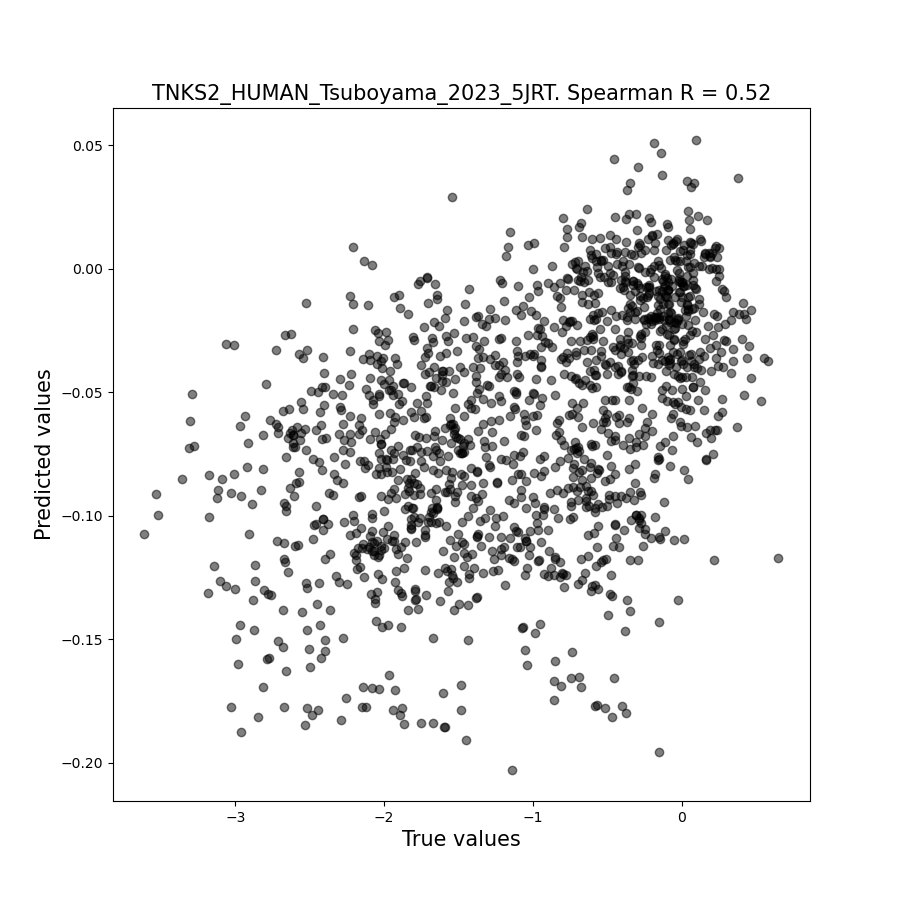 TNKS2_HUMAN_Tsuboyama_2023_5JRT. Spearman R = 0.52
0.05
0.00
−0.05
−0.10
−0.15
−0.20
Predicted values
−3 −2 −1 0
True values